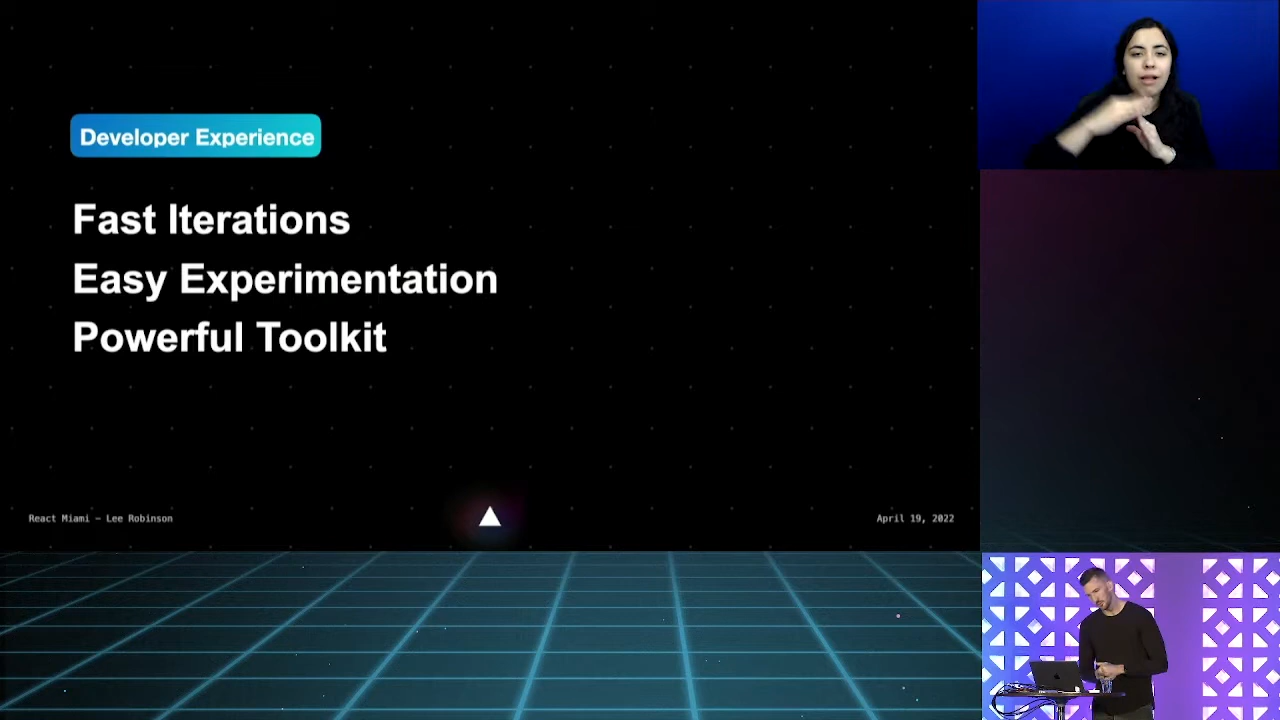 Developer Experience
Fast Iterations
Easy Experimentation
Powerful Toolkit
React Miami – Lee Robinson
April 19, 2022